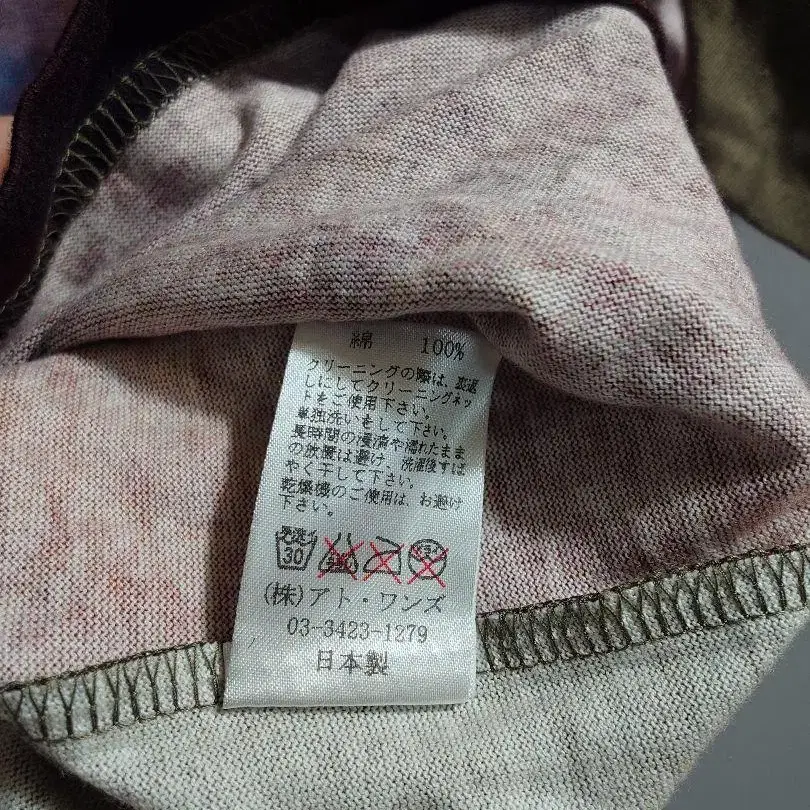 綿 100%
クリーニングの際は、裏返
しにしてクリーニングネッ
トをご使用下さい。
単独洗いをして下さい。
長時間の浸漬や濡れたまま
の放置は避け、洗濯後すば
やく干して下さい。
乾燥機のご使用は、お避け
下さい。
30
(株)アト・ワンズ
03-3423-1279
日本製